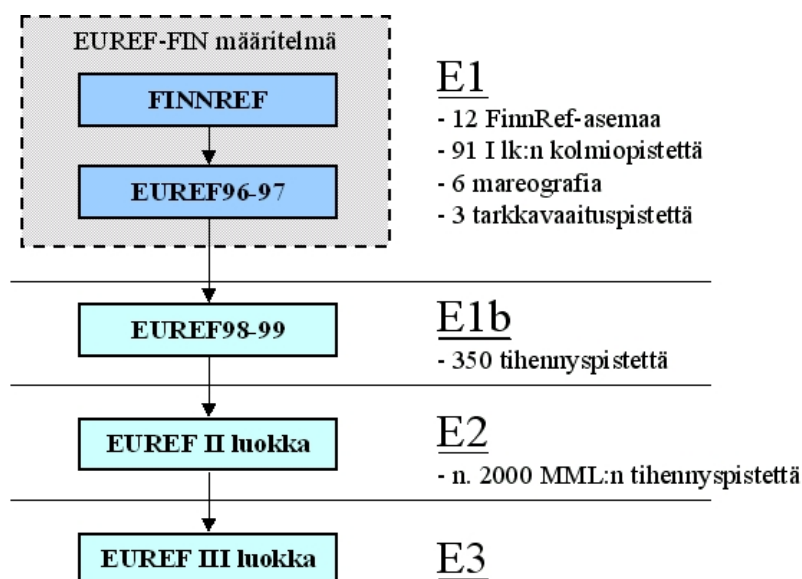 EUREF-FIN määritelmä
FINNREF
EUREF96-97
E1
- 12 FinnRef-asemaa
- 91 I lk:n kolmiopistettä
- 6 mareografia
- 3 tarkkavaaituspistettä
EUREF98-99
E1b
- 350 tihennyspistettä
EUREF II luokka
E2
- n. 2000 MML:n tihennyspistettä
EUREF III luokka
E3